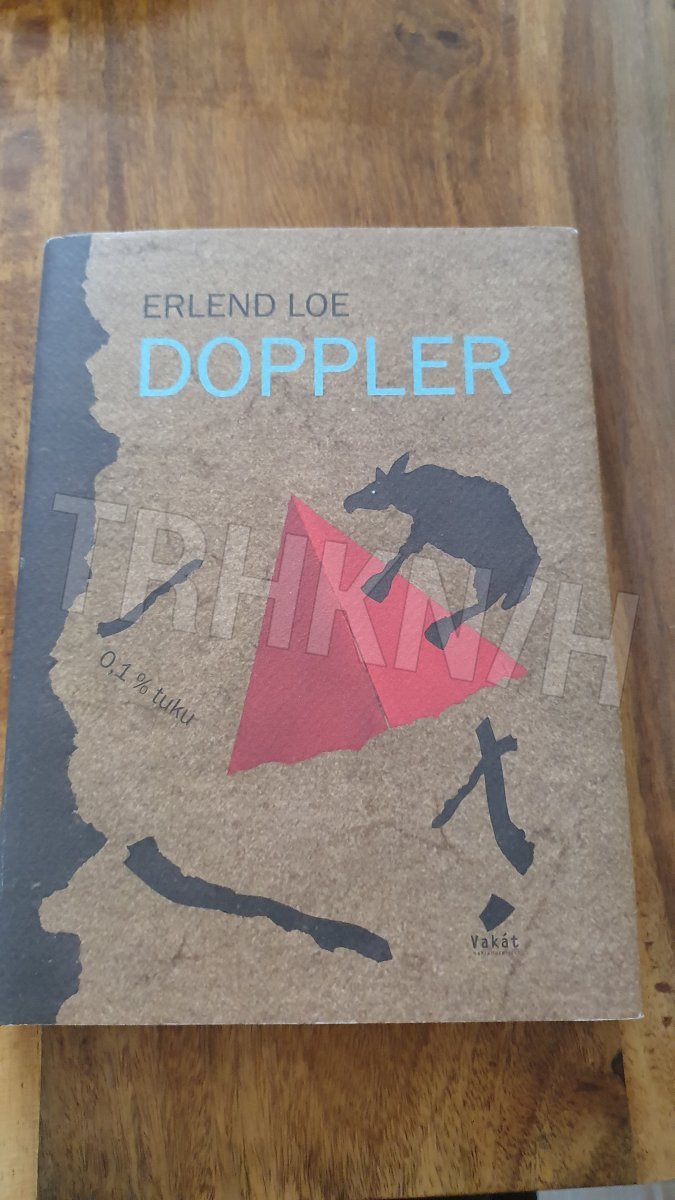 ERLEND LOE
DOPPLER
TRHKNIH
0,1 % tuku
Vakát